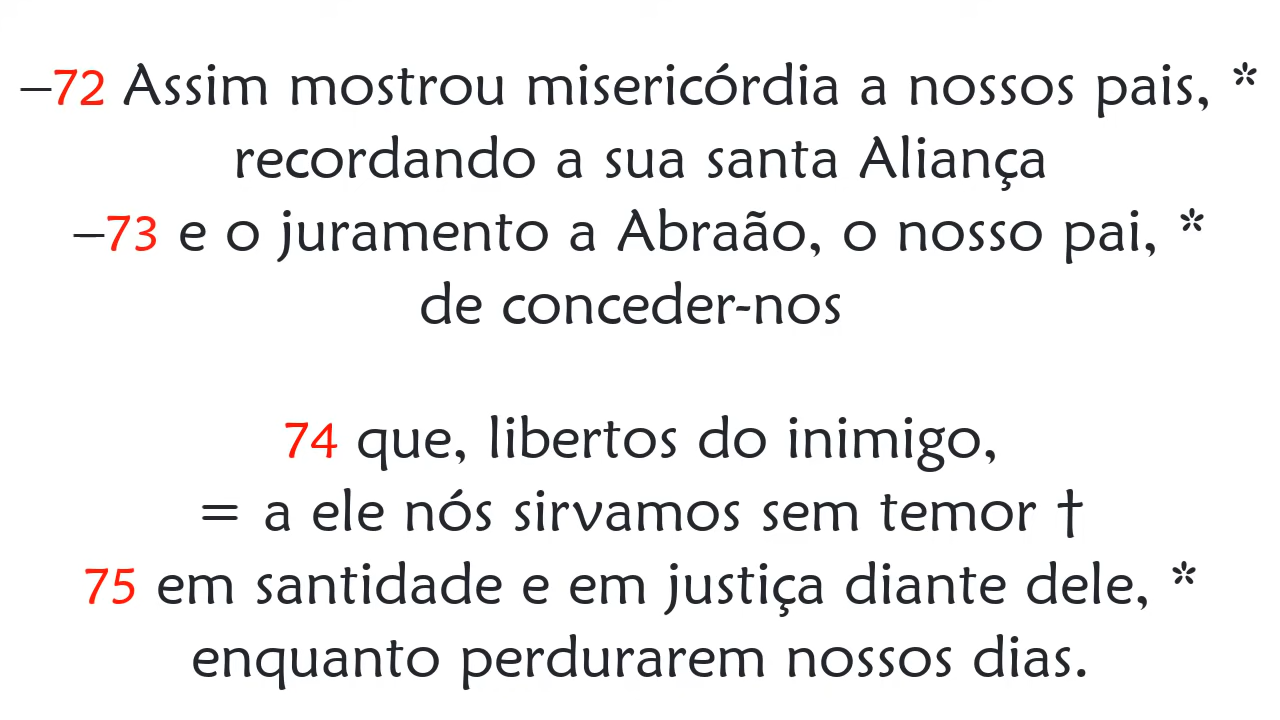 –72 Assim mostrou misericórdia a nossos pais, *
recordando a sua santa Aliança
–73 e o juramento a Abraão, o nosso pai, *
de conceder-nos
74 que, libertos do inimigo,
= a ele nós sirvamos sem temor †
75 em santidade e em justiça diante dele, *
enquanto perdurarem nossos dias.